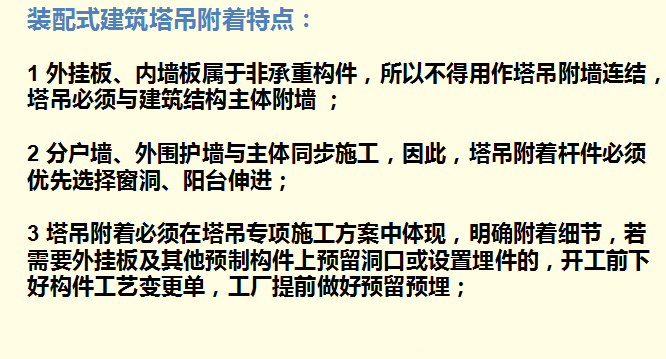 装配式建筑塔吊附着特点：
1 外挂板、内墙板属于非承重构件，所以不得用作塔吊附墙连结，
塔吊必须与建筑结构主体附墙 ；
2 分户墙、外围护墙与主体同步施工，因此，塔吊附着杆件必须
优先选择窗洞、阳台伸进；
3 塔吊附着必须在塔吊专项施工方案中体现，明确附着细节，若
需要外挂板及其他预制构件上预留洞口或设置埋件的，开工前下
好构件工艺变更单，工厂提前做好预留预埋；